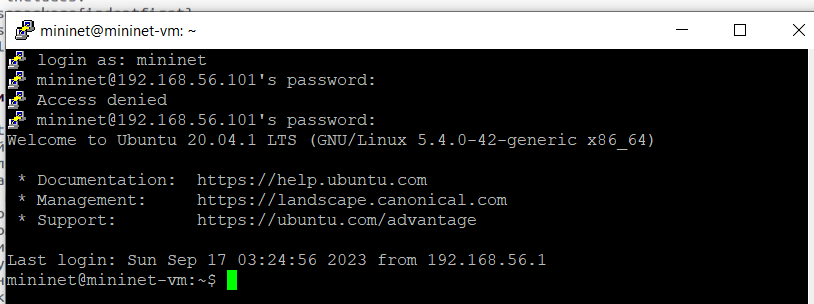 mininet@mininet-vm: ~
login as: mininet
mininet@192.168.56.101's password:
Access denied
mininet@192.168.56.101's password:
Welcome to Ubuntu 20.04.1 LTS (GNU/Linux 5.4.0-42-generic x86_64)
* Documentation:  https://help.ubuntu.com
* Management:     https://landscape.canonical.com
* Support:        https://ubuntu.com/advantage
Last login: Sun Sep 17 03:24:56 2023 from 192.168.56.1
mininet@mininet-vm:~$